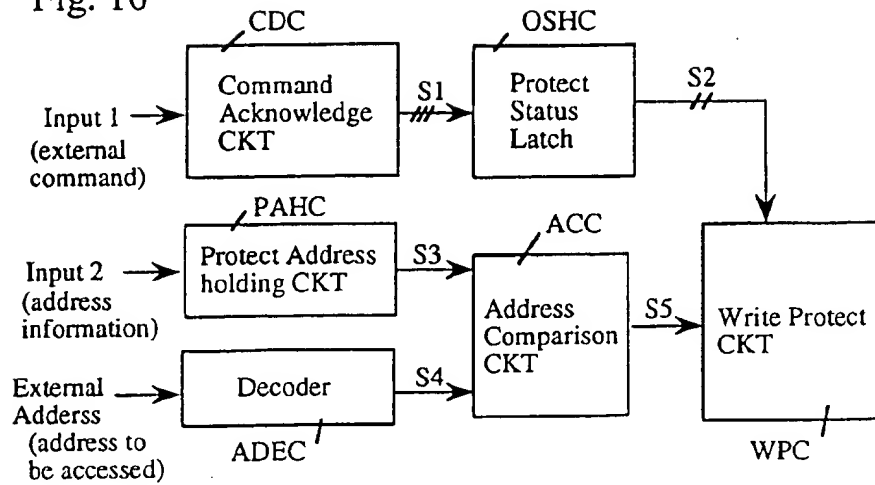 Fig. 10
CDC
OSHC
Command
Acknowledge
CKT
S1
Protect
Status
Latch
S2
Input 1
(external
command)
PAHC
ACC
Protect Address
holding CKT
S3
Input 2
(address
information)
Address
Comparison
CKT
S5
Write Protect
CKT
External
Adderss
(address to
be accessed)
Decoder
S4
ADEC
WPC